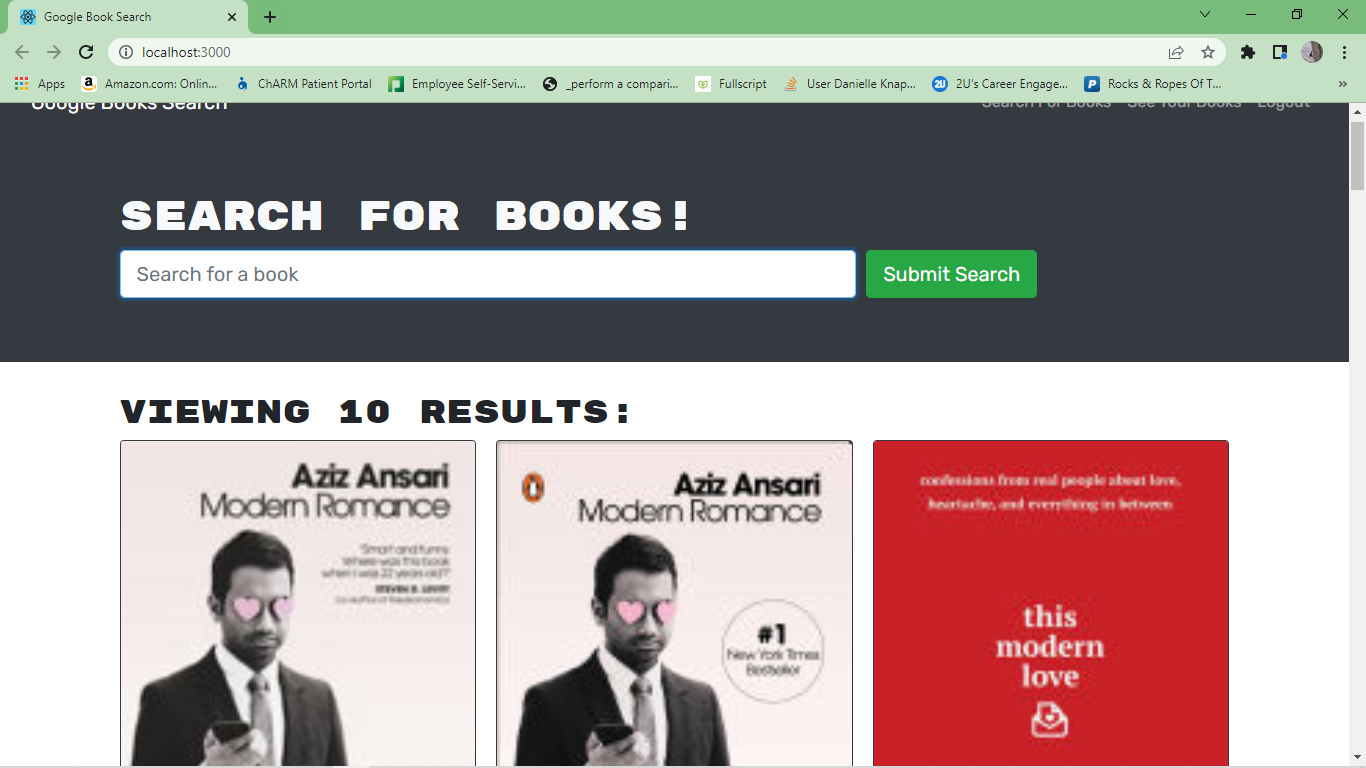 Google Book Search
localhost:3000
Apps
Amazon.com: Onlin...
ChARM Patient Portal
Employee Self-Servi...
_perform a compari...
Fullscript
User Danielle Knap...
2U's Career Engage...
Rocks & Ropes Of T...
Google Books Search
Search For Books
See Your Books
Logout
SEARCH FOR BOOKS!
Search for a book
Submit Search
VIEWING 10 RESULTS:
Aziz Ansari
Modern Romance
'Smart and funny.
Where was this book
when I was 22 years old?'
STEVEN D. LEVITT
co-author of Freakonomics
Aziz Ansari
Modern Romance
#1
New York Times
Bestseller
confessions from real people about love,
heartache, and everything in between
this
modern
love